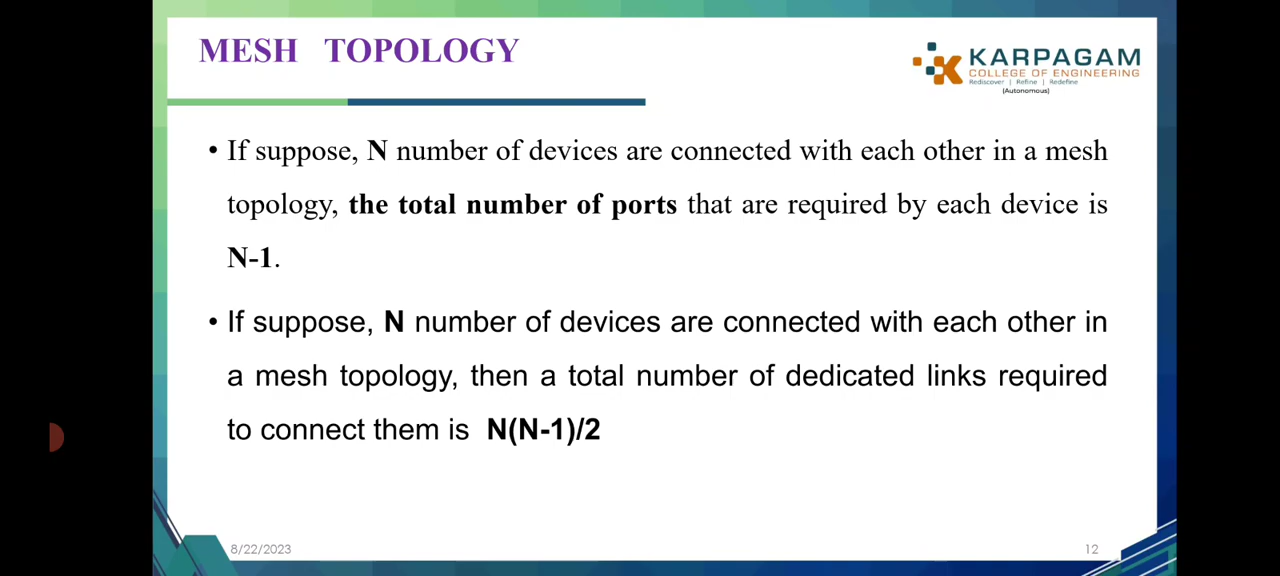 MESH TOPOLOGY
KARPAGAM
COLLEGE OF ENGINEERING
Rediscover | Refine | Redefine
(Autonomous)
• If suppose, N number of devices are connected with each other in a mesh
topology, the total number of ports that are required by each device is
N-1.
• If suppose, N number of devices are connected with each other in
a mesh topology, then a total number of dedicated links required
to connect them is N(N-1)/2
8/22/2023
12